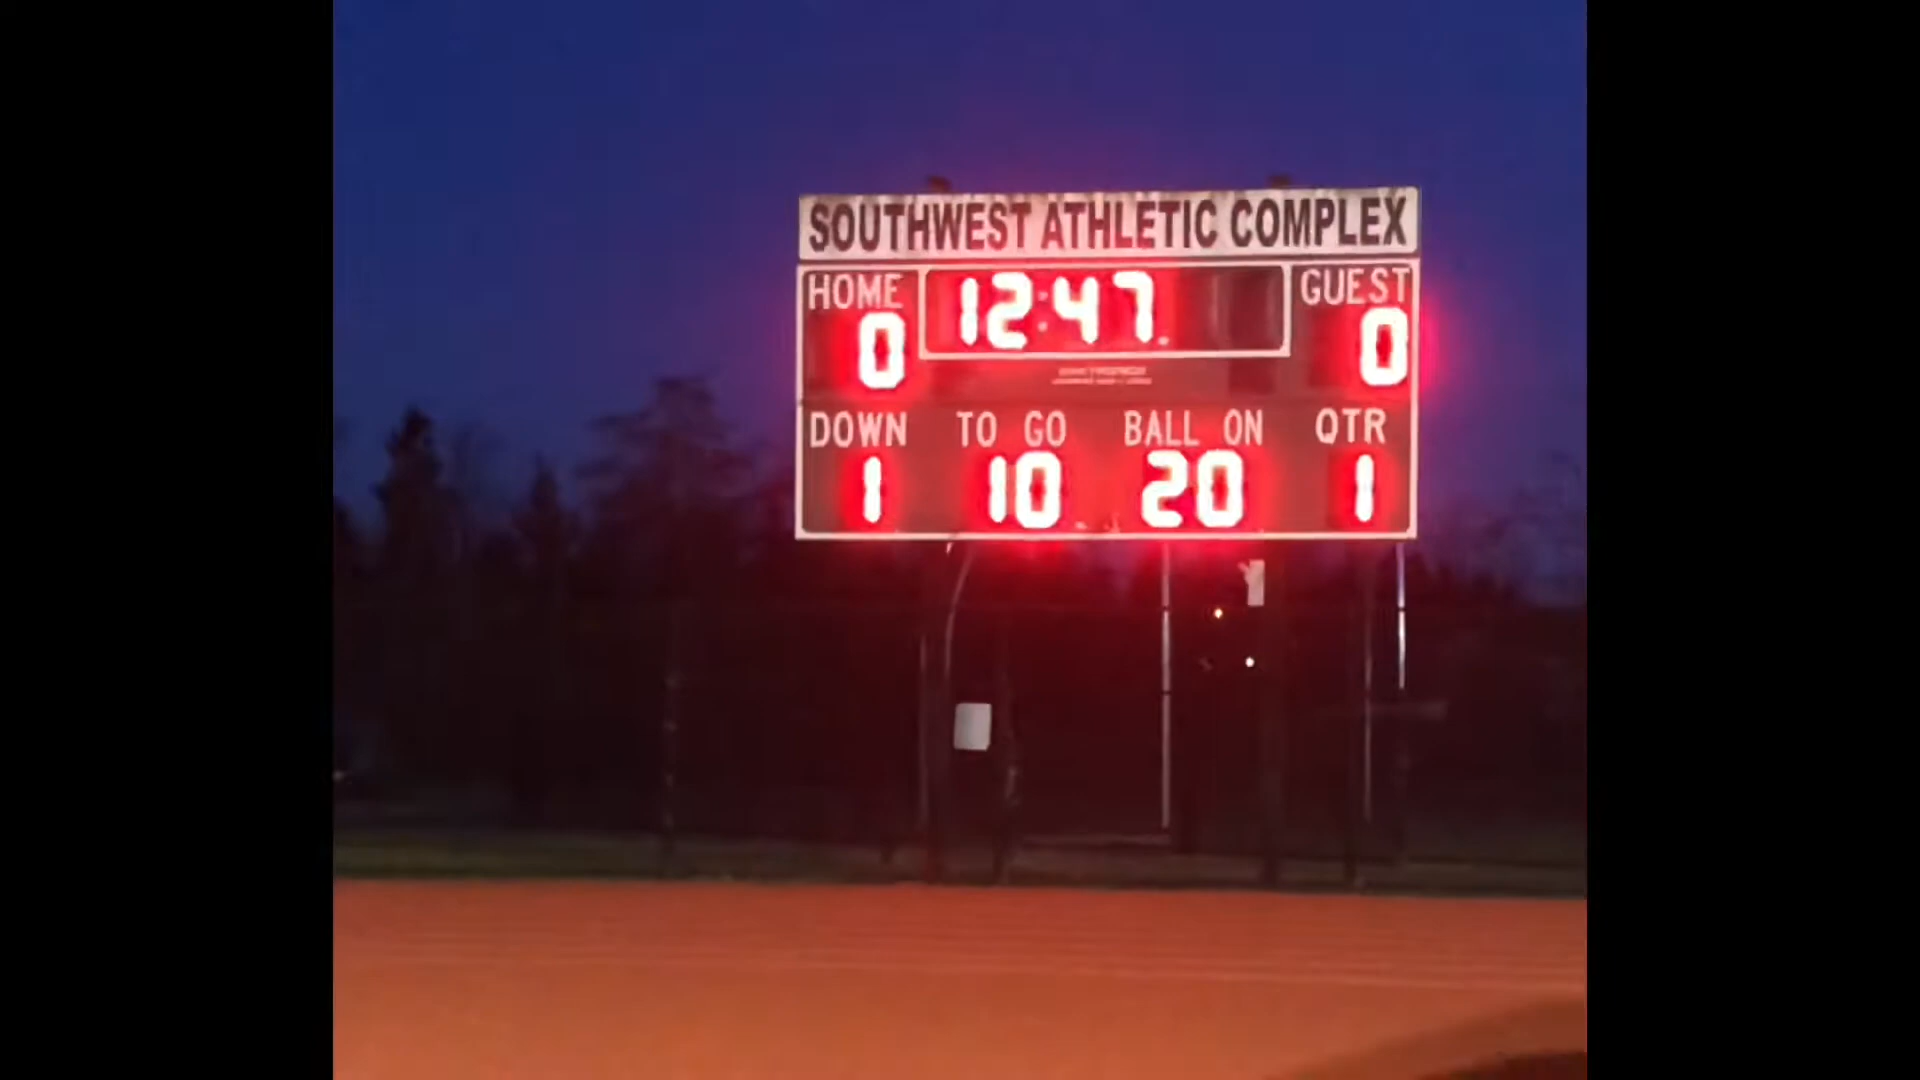 SOUTHWEST ATHLETIC COMPLEX
HOME 12:47 GUEST
0 0
DOWN TO GO BALL ON QTR
1 10 20 1